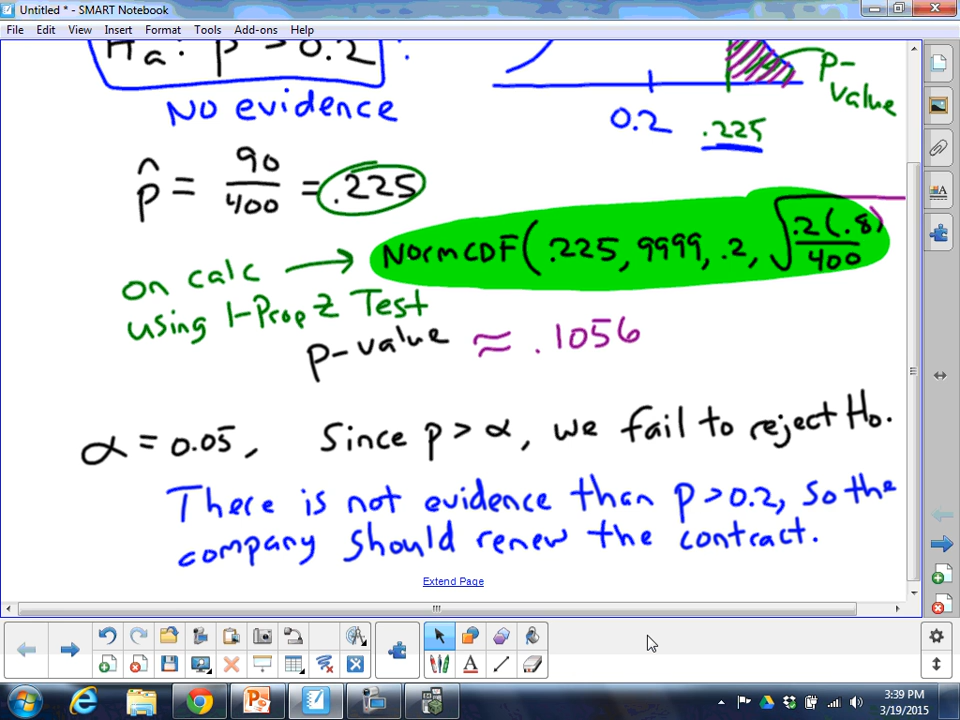 Untitled * - SMART Notebook
File Edit View Insert Format Tools Add-ons Help
Ha: p > 0.2
No evidence
p-
value
0.2
.225
p̂ = 90/400 = .225
NormCDF(.225, 9999, .2, √(.2(.8)/400)
on calc →
using 1-Prop Z Test
p-value ≈ .1056
α = 0.05, Since p > α, we fail to reject H₀.
There is not evidence than p > 0.2, so the
company should renew the contract.
Extend Page
3:39 PM
3/19/2015